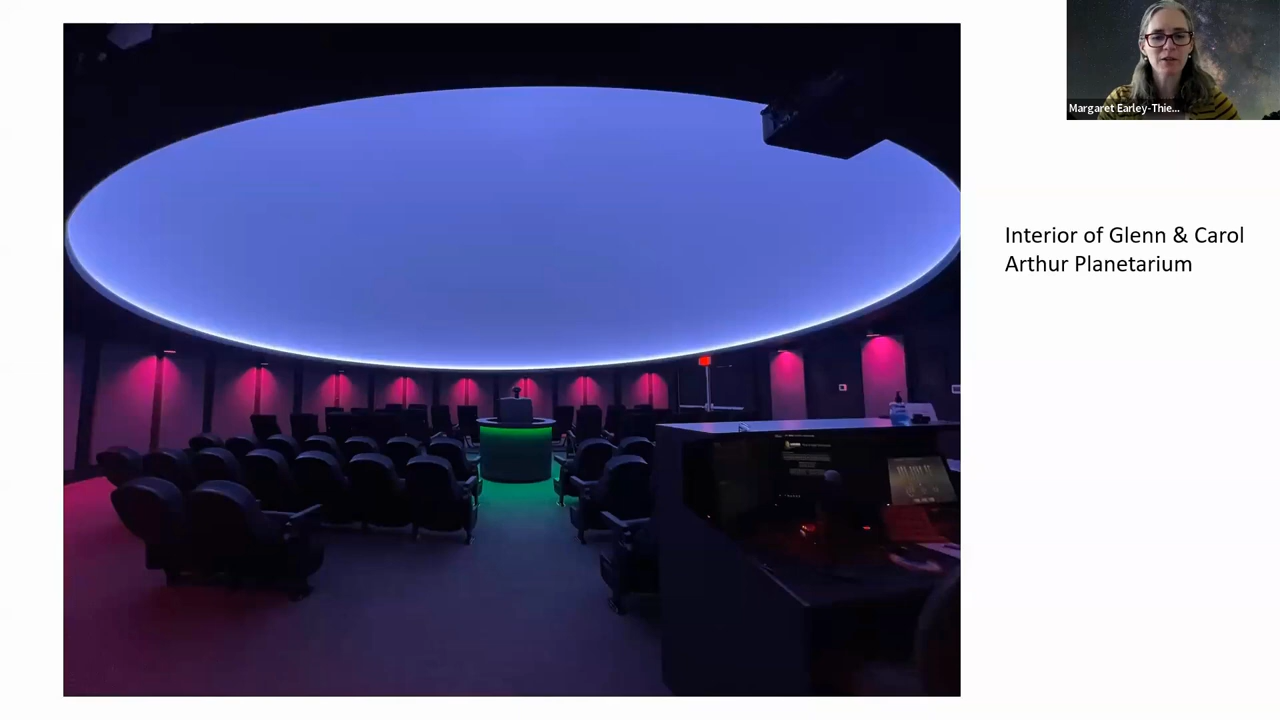 Margaret Earley-Thie...
Interior of Glenn & Carol
Arthur Planetarium